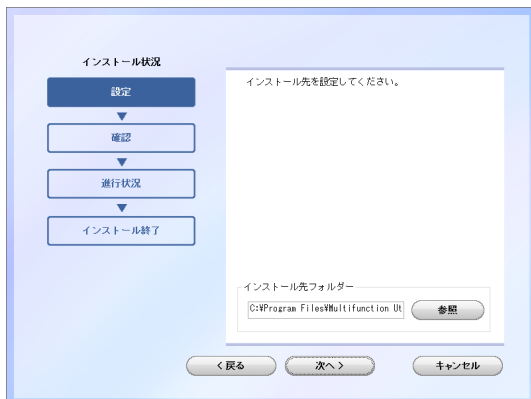 インストール状況
設定
確認
進行状況
インストール終了
インストール先を設定してください。
インストール先フォルダー
C:¥Program Files¥Multifunction Ut
参照
< 戻る
次へ >
キャンセル